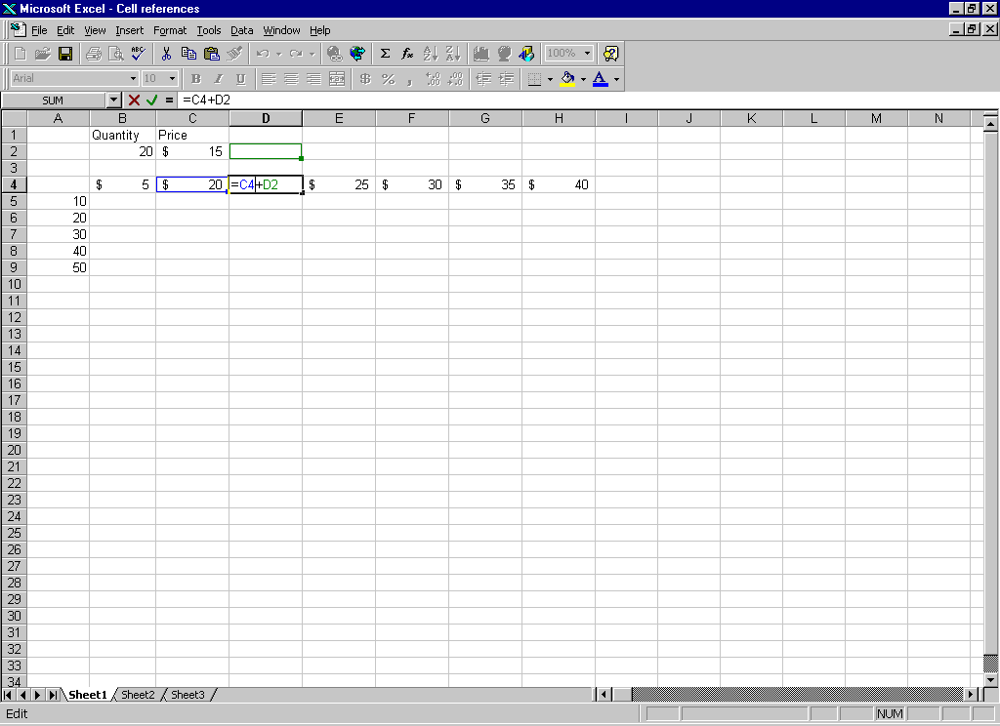 Microsoft Excel - Cell references
File Edit View Insert Format Tools Data Window Help
ABC Σ fx 100%
Arial 10 B I U $ % ,
SUM = =C4+D2
A B C D E F G H I J K L M N
1 Quantity Price
2 20 $ 15
3
4 $ 5 $ 20 =C4+D2 $ 25 $ 30 $ 35 $ 40
5 10
6 20
7 30
8 40
9 50
10
11
12
13
14
15
16
17
18
19
20
21
22
23
24
25
26
27
28
29
30
31
32
33
34
Sheet1 Sheet2 Sheet3
Edit NUM